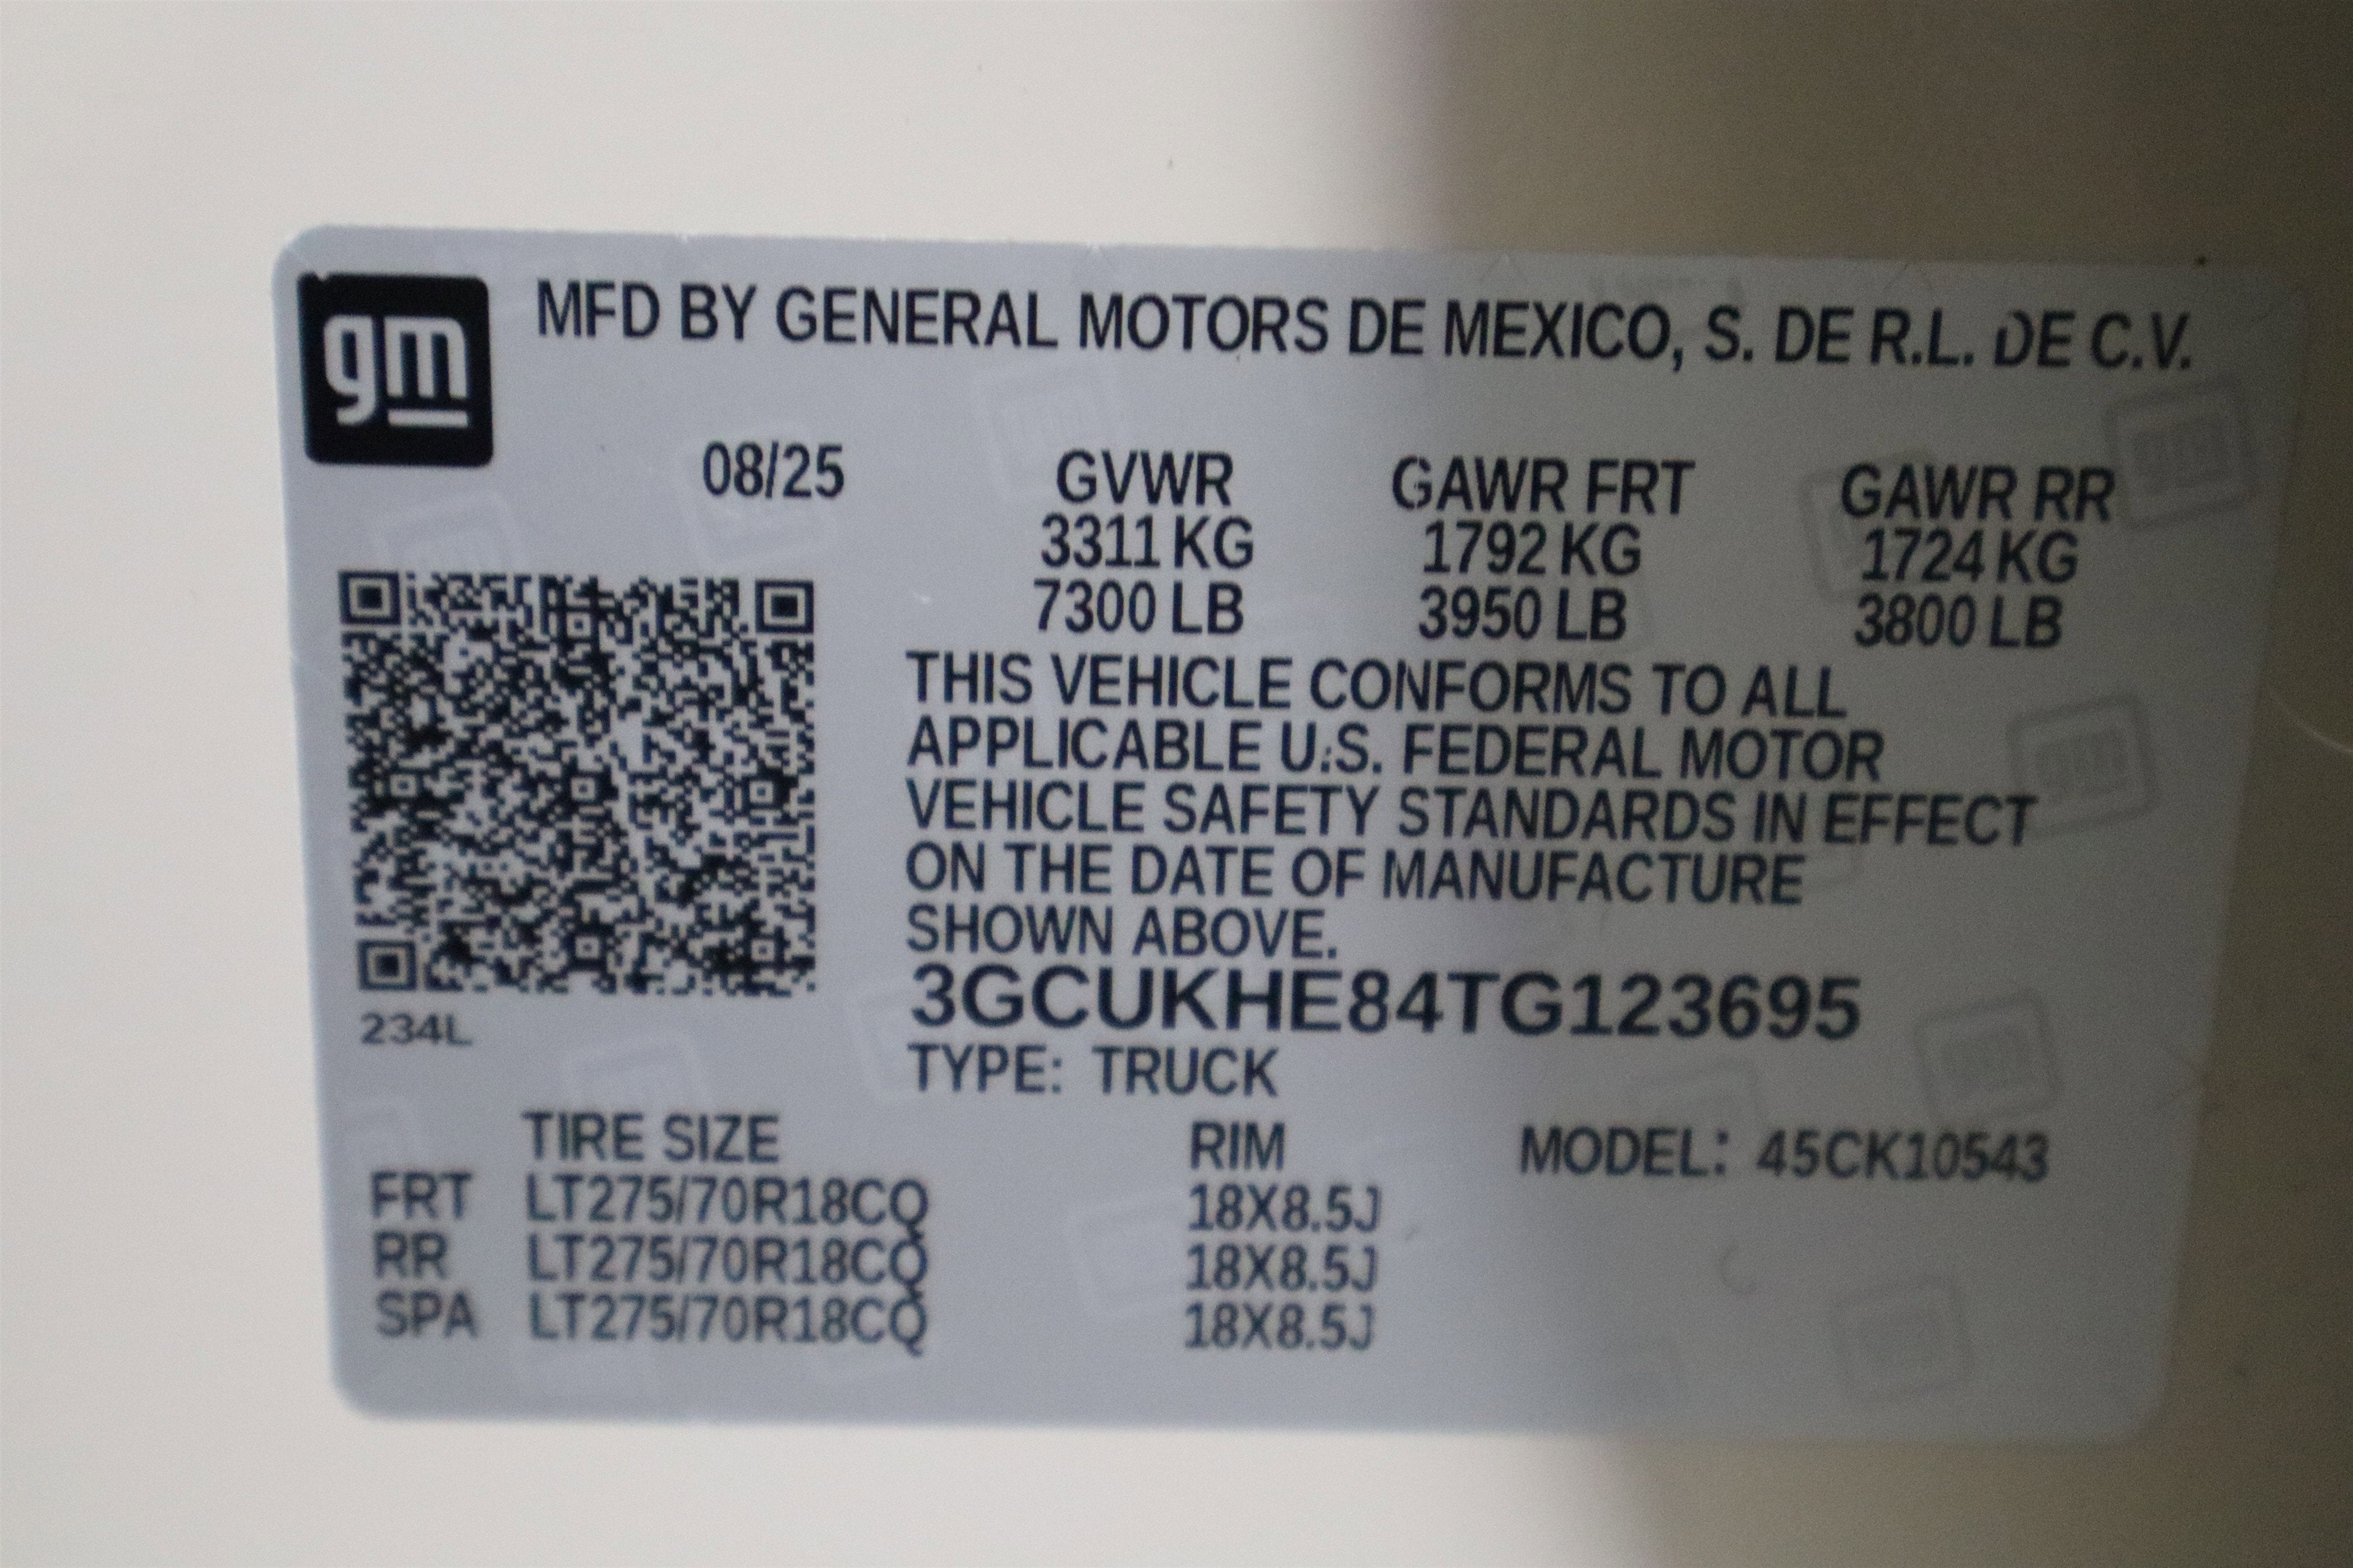 gm
MFD BY GENERAL MOTORS DE MEXICO, S. DE R.L. DE C.V.
08/25 GVWR GAWR FRT GAWR RR
3311 KG 1792 KG 1724 KG
7300 LB 3950 LB 3800 LB
THIS VEHICLE CONFORMS TO ALL
APPLICABLE U.S. FEDERAL MOTOR
VEHICLE SAFETY STANDARDS IN EFFECT
ON THE DATE OF MANUFACTURE
SHOWN ABOVE.
3GCUKHE84TG123695
234L
TYPE: TRUCK
TIRE SIZE RIM MODEL: 45CK10543
FRT LT275/70R18CQ 18X8.5J
RR LT275/70R18CQ 18X8.5J
SPA LT275/70R18CQ 18X8.5J